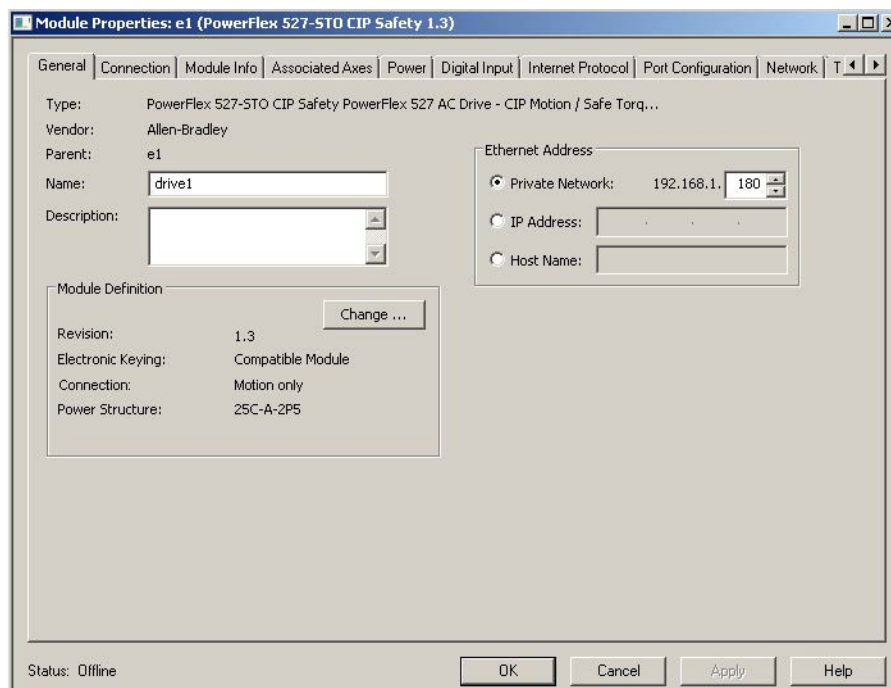 Module Properties: e1 (PowerFlex 527-STO CIP Safety 1.3)
General Connection Module Info Associated Axes Power Digital Input Internet Protocol Port Configuration Network T
Type: PowerFlex 527-STO CIP Safety PowerFlex 527 AC Drive - CIP Motion / Safe Torq...
Vendor: Allen-Bradley
Parent: e1
Name: drive1
Description:
Ethernet Address
Private Network: 192.168.1. 180
IP Address: . . .
Host Name:
Module Definition
Change ...
Revision: 1.3
Electronic Keying: Compatible Module
Connection: Motion only
Power Structure: 25C-A-2P5
Status: Offline
OK Cancel Apply Help